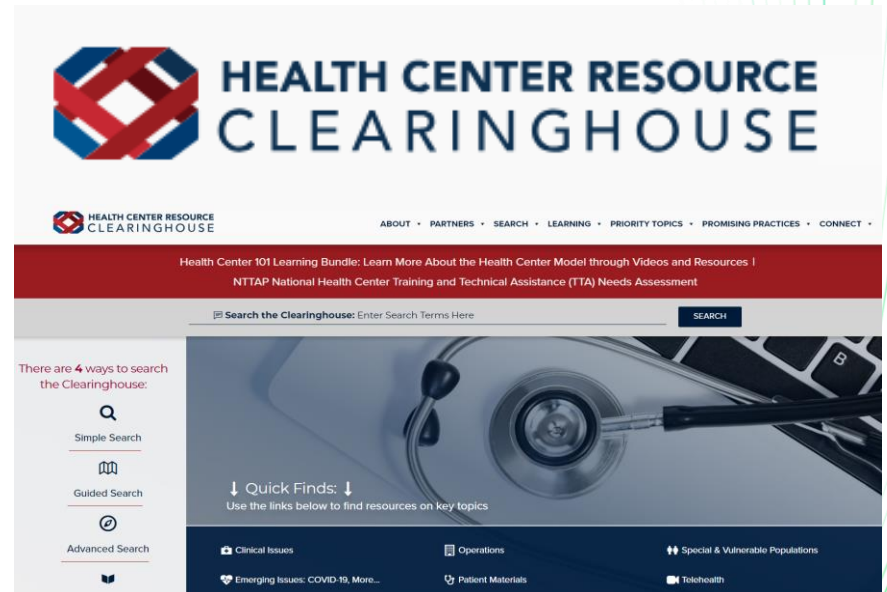 HEALTH CENTER RESOURCE
CLEARINGHOUSE
HEALTH CENTER RESOURCE
CLEARINGHOUSE
ABOUT • PARTNERS • SEARCH • LEARNING • PRIORITY TOPICS • PROMISING PRACTICES • CONNECT •
Health Center 101 Learning Bundle: Learn More About the Health Center Model through Videos and Resources |
NTTAP National Health Center Training and Technical Assistance (TTA) Needs Assessment
Search the Clearinghouse: Enter Search Terms Here
SEARCH
There are 4 ways to search
the Clearinghouse:
Simple Search
Guided Search
Advanced Search
B
↓ Quick Finds: ↓
Use the links below to find resources on key topics
Clinical Issues
Operations
Special & Vulnerable Populations
Emerging Issues: COVID-19, More...
Patient Materials
Telehealth